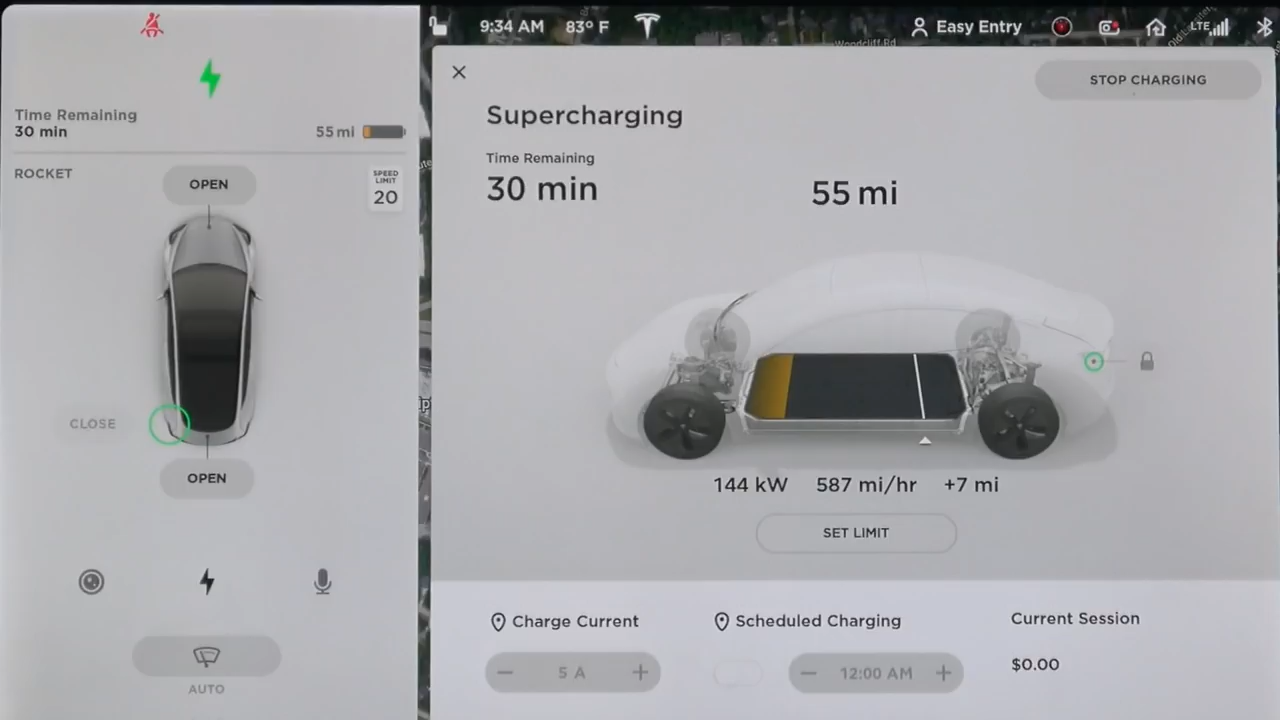 9:34 AM 83° F Easy Entry LTE
Woodcliff Rd
Time Remaining
30 min
55 mi
ROCKET
OPEN
SPEED
LIMIT
20
CLOSE
OPEN
AUTO
STOP CHARGING
Supercharging
Time Remaining
30 min
55 mi
144 kW 587 mi/hr +7 mi
SET LIMIT
Charge Current
5 A
Scheduled Charging
12:00 AM
Current Session
$0.00